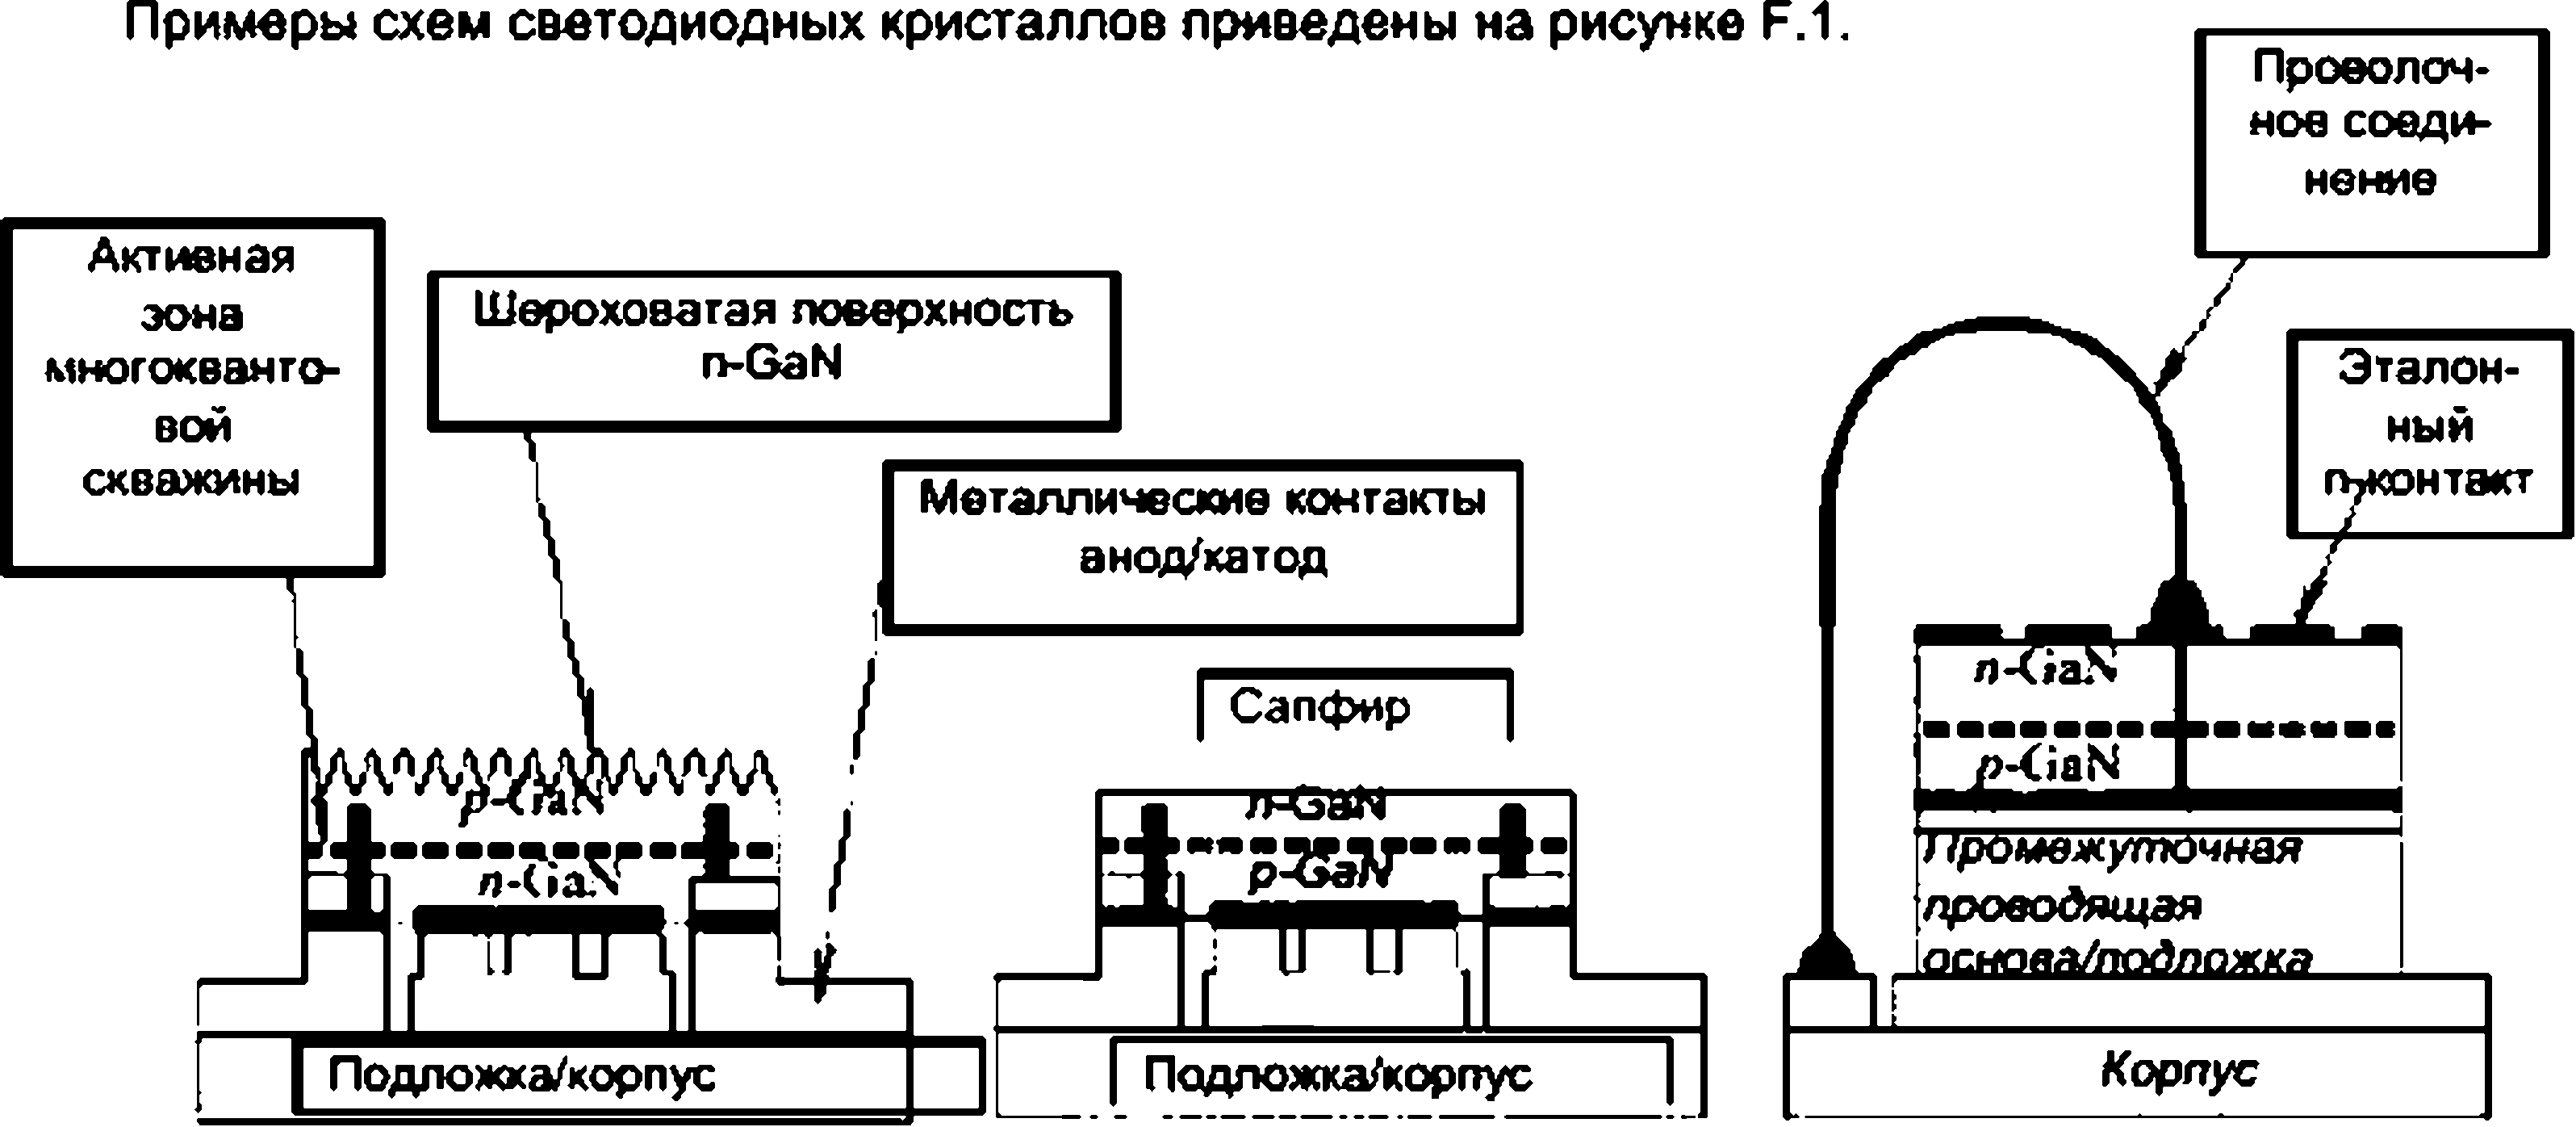 Примеры схем светодиодных кристаллов приведены на рисунке F.1.
Проволоч-
ное соеди-
нение
Активная
зона
многокванто-
вой
скважины
Шероховатая поверхность
n-GaN
Эталон-
ный
n-контакт
Металлические контакты
анод/катод
Сапфир
n-GaN
p-GaN
p-GaN
n-GaN
n-GaN
p-GaN
Промежуточная
проводящая
основа/подложка
Подложка/корпус
Подложка/корпус
Корпус